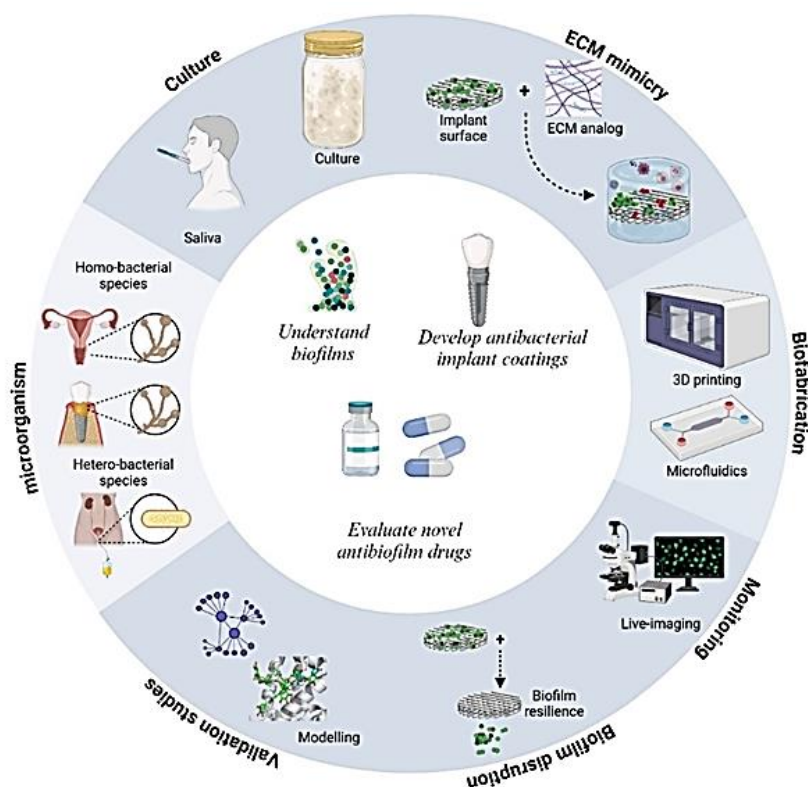 Culture
ECM mimicry
Biofabrication
Monitoring
Biofilm disruption
Validation studies
microorganism
Saliva
Culture
Implant
surface
+
ECM analog
3D printing
Microfluidics
Live-imaging
+
Biofilm
resilience
Modelling
Homo-bacterial
species
Hetero-bacterial
species
Understand
biofilms
Develop antibacterial
implant coatings
Evaluate novel
antibiofilm drugs